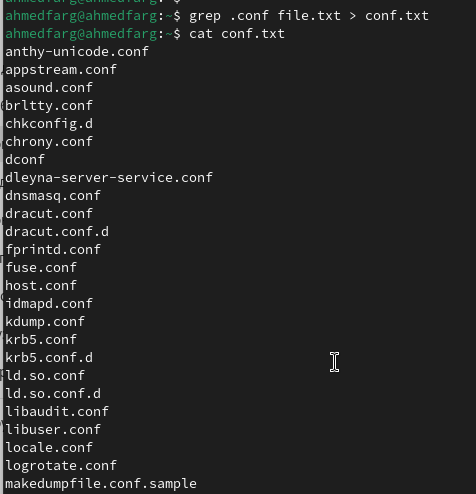 ahmedfarg@ahmedfarg:~$ grep .conf file.txt > conf.txt
ahmedfarg@ahmedfarg:~$ cat conf.txt
anthy-unicode.conf
appstream.conf
asound.conf
brltty.conf
chkconfig.d
chrony.conf
dconf
dleyna-server-service.conf
dnsmasq.conf
dracut.conf
dracut.conf.d
fprintd.conf
fuse.conf
host.conf
idmapd.conf
kdump.conf
krb5.conf
krb5.conf.d
ld.so.conf
ld.so.conf.d
libaudit.conf
libuser.conf
locale.conf
logrotate.conf
makedumpfile.conf.sample